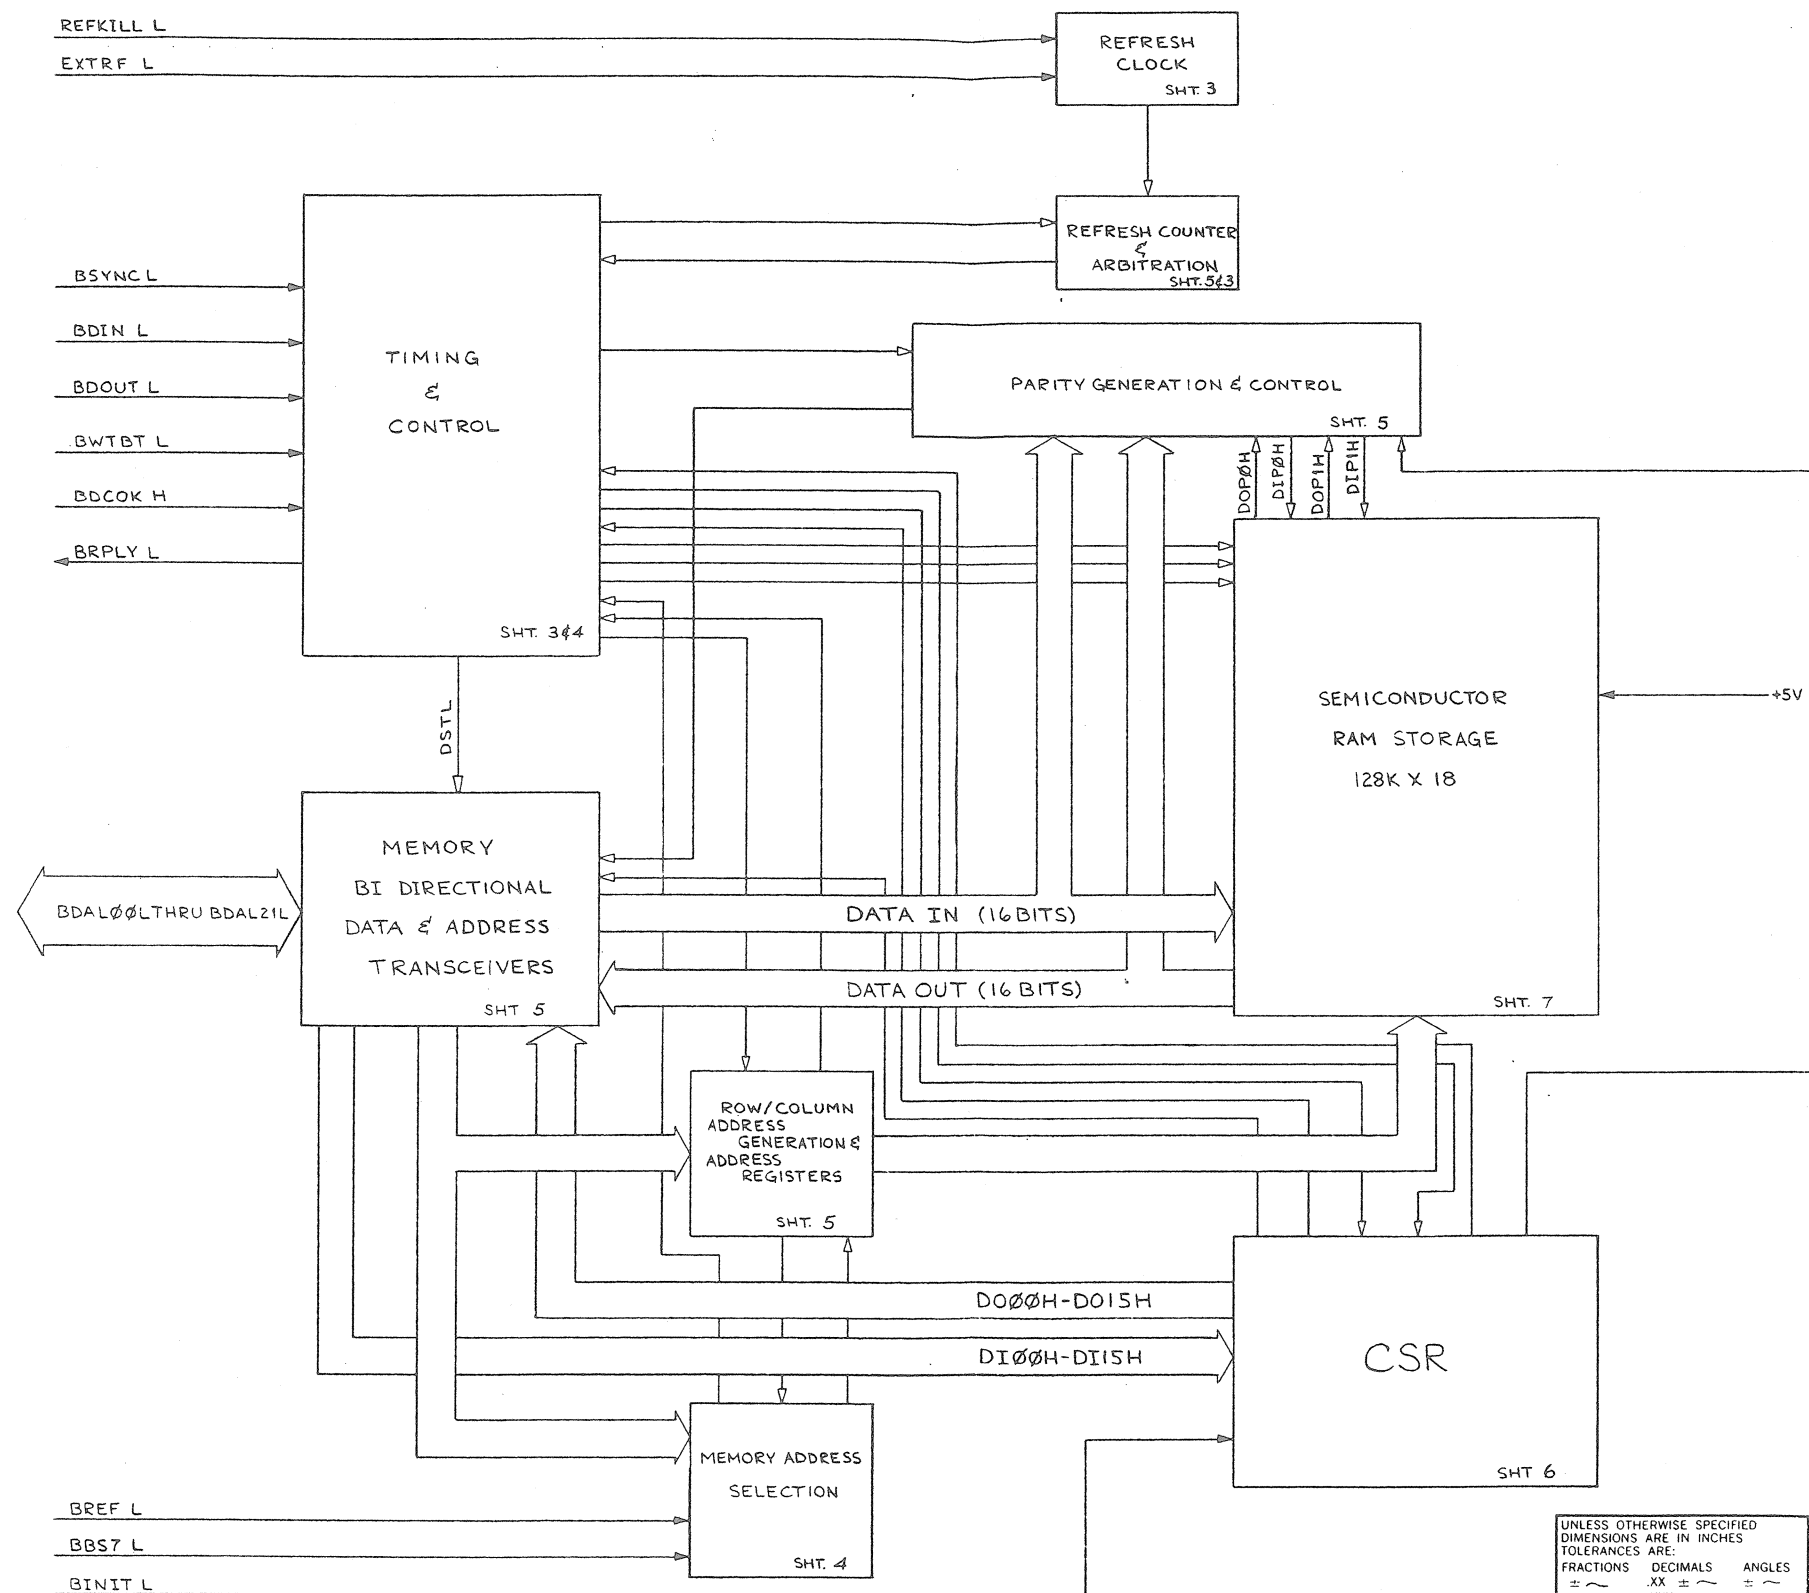 REFKILL L
EXTRF L
REFRESH
CLOCK
SHT. 3
REFRESH COUNTER
&
ARBITRATION
SHT. 5&3
BSYNC L
BDIN L
BDOUT L
BWTBT L
BDCOK H
BRPLY L
TIMING
&
CONTROL
SHT. 3&4
PARITY GENERATION & CONTROL
SHT. 5
DOPØH
DIPØH
DOP1H
DIP1H
SEMICONDUCTOR
RAM STORAGE
128K X 18
SHT. 7
+5V
DSTL
MEMORY
BI DIRECTIONAL
DATA & ADDRESS
TRANSCEIVERS
SHT 5
BDALØØL THRU BDAL21L
DATA IN (16 BITS)
DATA OUT (16 BITS)
ROW/COLUMN
ADDRESS
GENERATION &
ADDRESS
REGISTERS
SHT. 5
DOØØH-DO15H
DIØØH-DI15H
CSR
SHT 6
MEMORY ADDRESS
SELECTION
SHT. 4
BREF L
BBS7 L
BINIT L
UNLESS OTHERWISE SPECIFIED
DIMENSIONS ARE IN INCHES
TOLERANCES ARE:
FRACTIONS DECIMALS ANGLES
± ~ .XX ± ~ ± ~